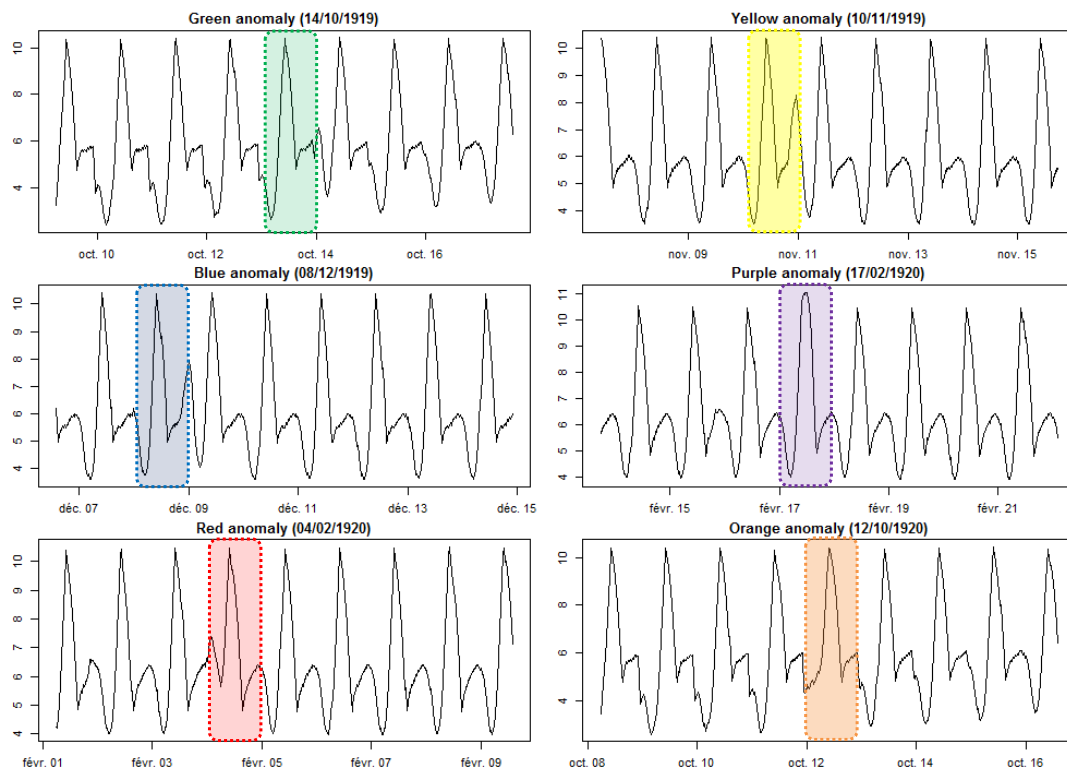 Green anomaly (14/10/1919)
4 6 8 10
oct. 10 oct. 12 oct. 14 oct. 16
Yellow anomaly (10/11/1919)
4 5 6 7 8 9 10
nov. 09 nov. 11 nov. 13 nov. 15
Blue anomaly (08/12/1919)
4 5 6 7 8 9 10
déc. 07 déc. 09 déc. 11 déc. 13 déc. 15
Purple anomaly (17/02/1920)
4 5 6 7 8 9 10 11
févr. 15 févr. 17 févr. 19 févr. 21
Red anomaly (04/02/1920)
4 5 6 7 8 9 10
févr. 01 févr. 03 févr. 05 févr. 07 févr. 09
Orange anomaly (12/10/1920)
4 6 8 10
oct. 08 oct. 10 oct. 12 oct. 14 oct. 16